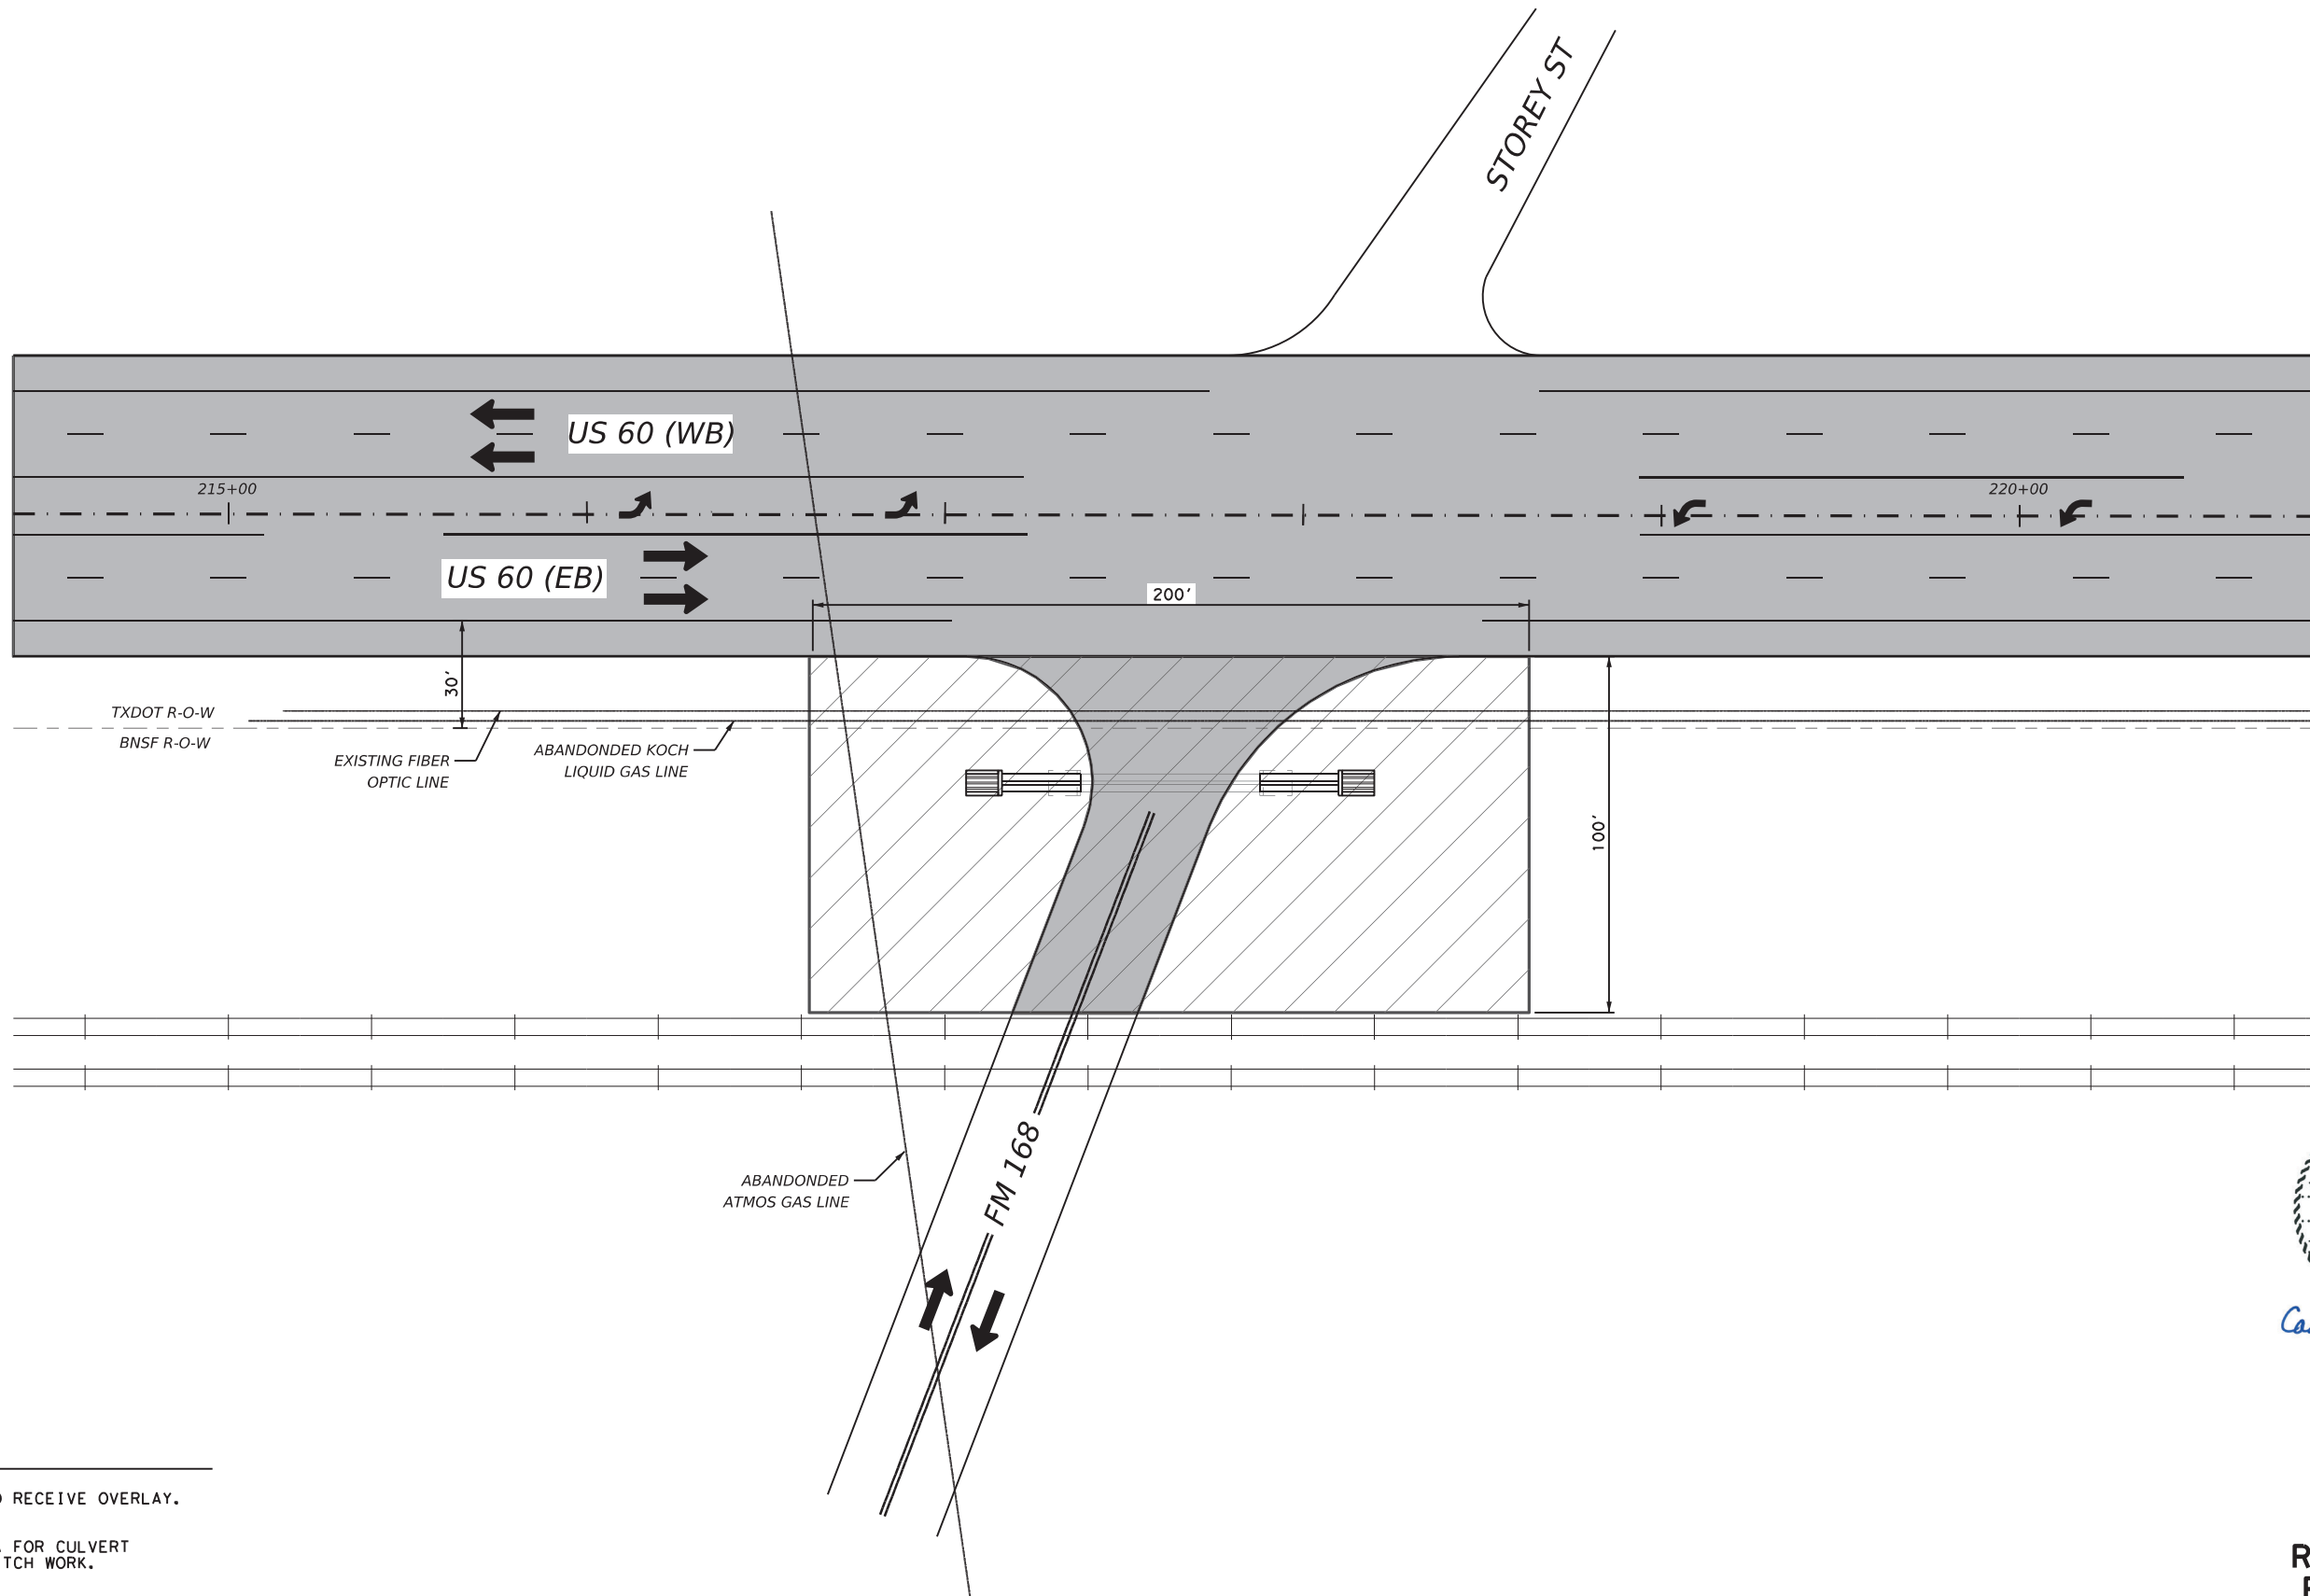 STOREY ST
US 60 (WB)
215+00
220+00
US 60 (EB)
200'
30'
TXDOT R-O-W
BNSF R-O-W
EXISTING FIBER
OPTIC LINE
ABANDONDED KOCH
LIQUID GAS LINE
100'
ABANDONDED
ATMOS GAS LINE
FM 168
RECEIVE OVERLAY.
FOR CULVERT
TCH WORK.
Ca
R